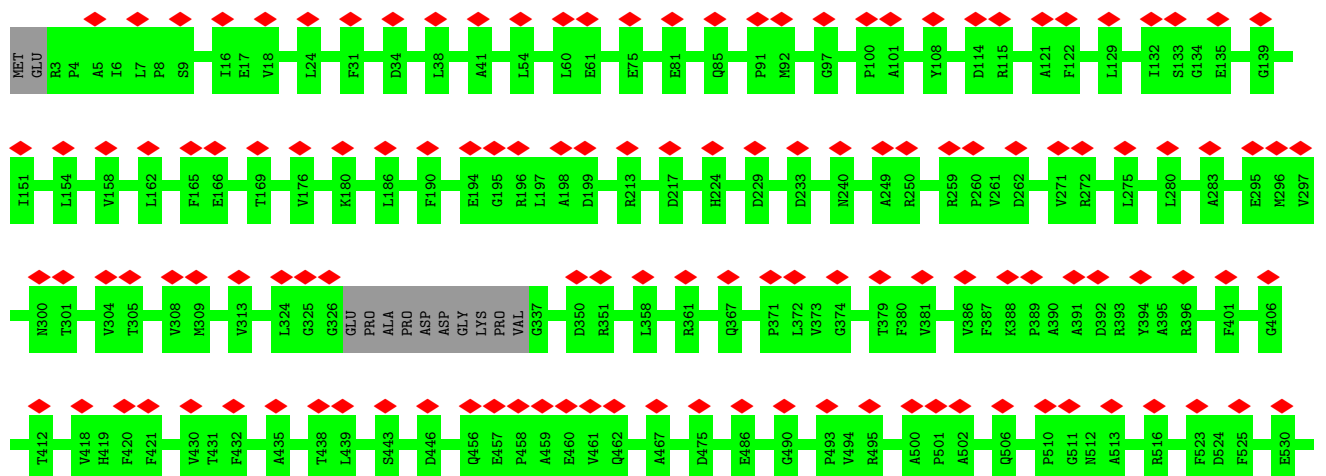 MET GLU R3 P4 A5 I6 L7 P8 S9 I16 E17 V18 L24 F31 D34 L38 A41 L54 L60 E61 E75 E81 Q85 P91 M92 G97 P100 A101 Y108 D114 R115 A121 F122 L129 I132 S133 G134 E135 G139
I151 L154 V158 L162 F165 E166 T169 V176 K180 L186 F190 E194 G195 R196 L197 A198 D199 R213 D217 H224 D229 D233 N240 A249 R250 R259 P260 V261 D262 V271 R272 L275 L280 A283 E295 M296 V297
N300 T301 V304 T305 V308 M309 V313 L324 G325 G326 GLU PRO ALA PRO ASP ASP GLY LYS PRO VAL G337 D350 R351 L358 R361 Q367 P371 L372 V373 G374 T379 F380 V381 V386 F387 K388 P389 A390 A391 D392 R393 Y394 A395 R396 F401 G406
T412 V418 H419 F420 F421 V430 T431 F432 A435 T438 L439 S443 D446 Q456 E457 P458 A459 E460 V461 Q462 A467 D475 E486 G490 P493 V494 R495 A500 P501 A502 Q506 P510 G511 N512 A513 R516 F523 D524 F525 E530